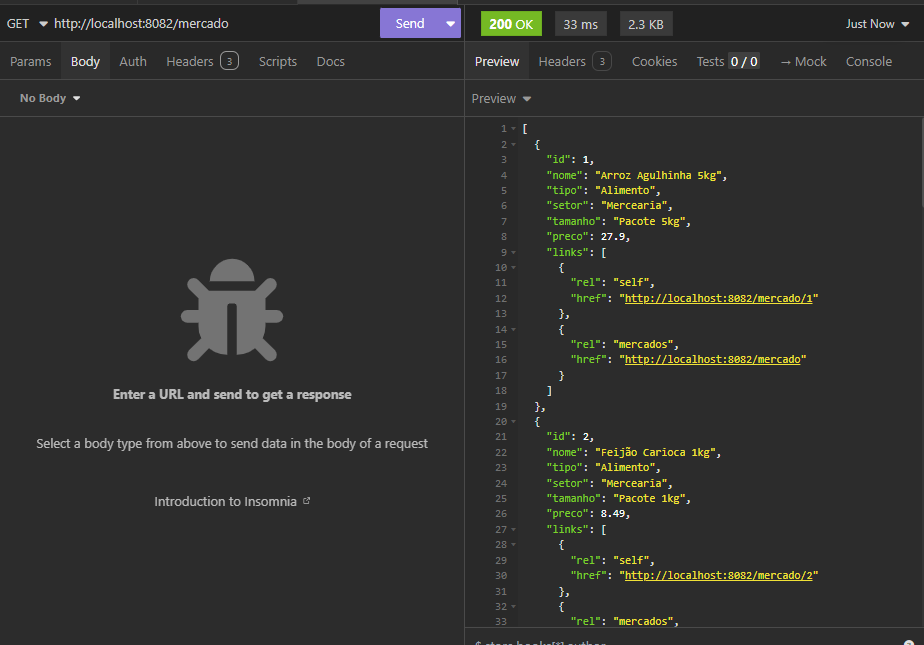 GET http://localhost:8082/mercado Send
200 OK 33 ms 2.3 KB Just Now
Params Body Auth Headers 3 Scripts Docs
Preview Headers 3 Cookies Tests 0 / 0 → Mock Console
No Body
Preview
Enter a URL and send to get a response
Select a body type from above to send data in the body of a request
Introduction to Insomnia
1 [
2 {
3 "id": 1,
4 "nome": "Arroz Agulhinha 5kg",
5 "tipo": "Alimento",
6 "setor": "Mercearia",
7 "tamanho": "Pacote 5kg",
8 "preco": 27.9,
9 "links": [
10 {
11 "rel": "self",
12 "href": "http://localhost:8082/mercado/1"
13 },
14 {
15 "rel": "mercados",
16 "href": "http://localhost:8082/mercado"
17 }
18 ]
19 },
20 {
21 "id": 2,
22 "nome": "Feijão Carioca 1kg",
23 "tipo": "Alimento",
24 "setor": "Mercearia",
25 "tamanho": "Pacote 1kg",
26 "preco": 8.49,
27 "links": [
28 {
29 "rel": "self",
30 "href": "http://localhost:8082/mercado/2"
31 },
32 {
33 "rel": "mercados",